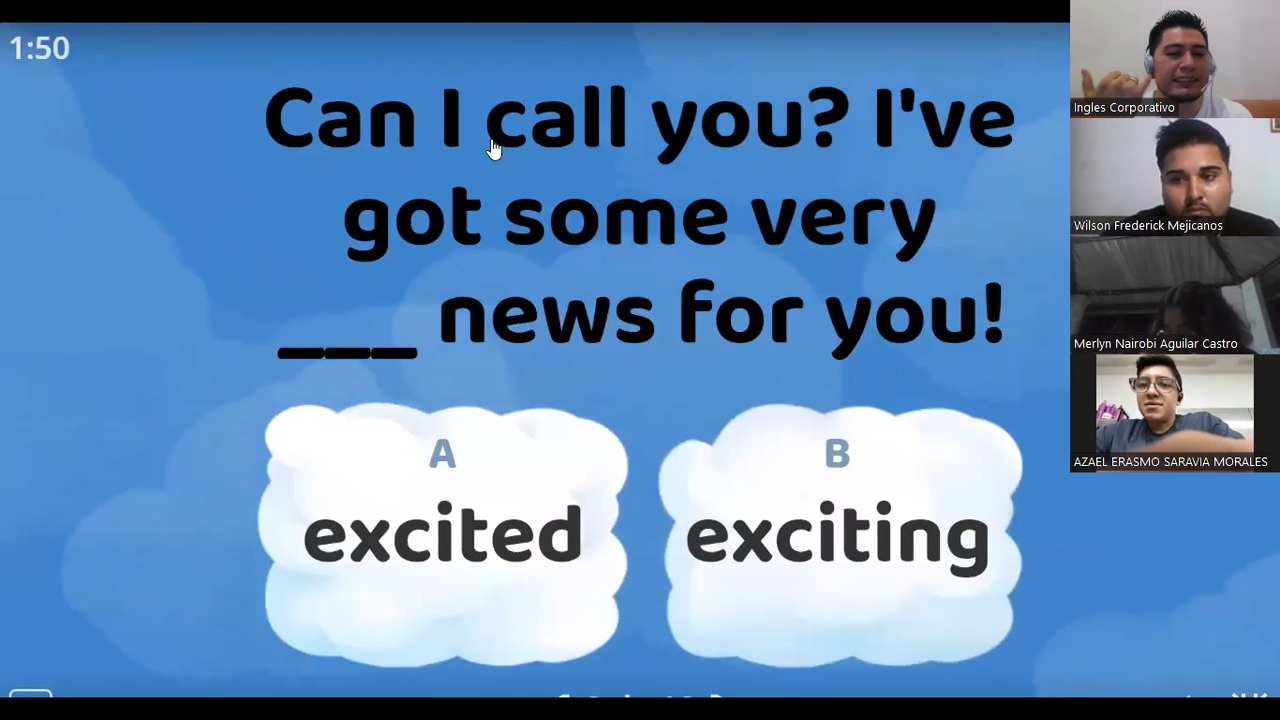 1:50
Can I call you? I've
got some very
___ news for you!
A
excited
B
exciting
Ingles Corporativo
Wilson Frederick Mejicanos
Merlyn Nairobi Aguilar Castro
AZAEL ERASMO SARAVIA MORALES